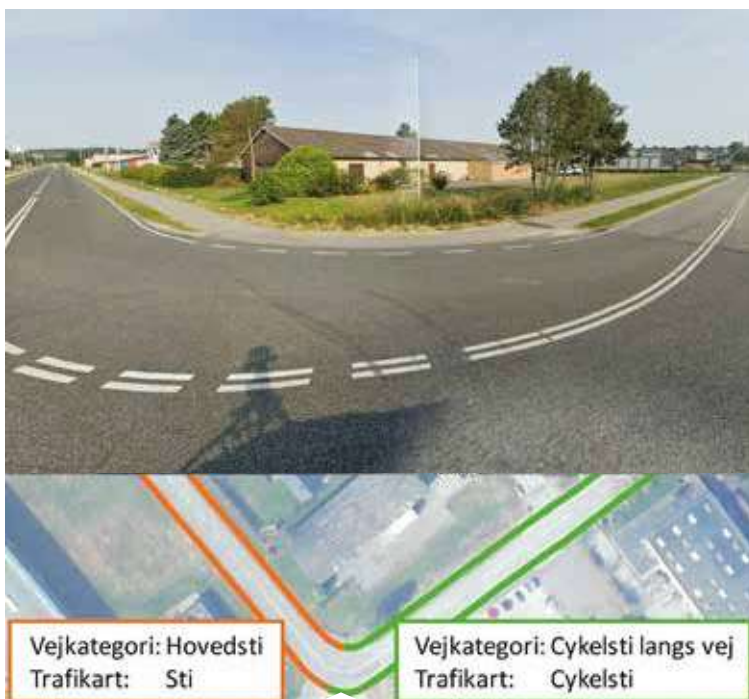 Vejkategori: Hovedsti
Trafikart: Sti
Vejkategori: Cykelsti langs vej
Trafikart: Cykelsti